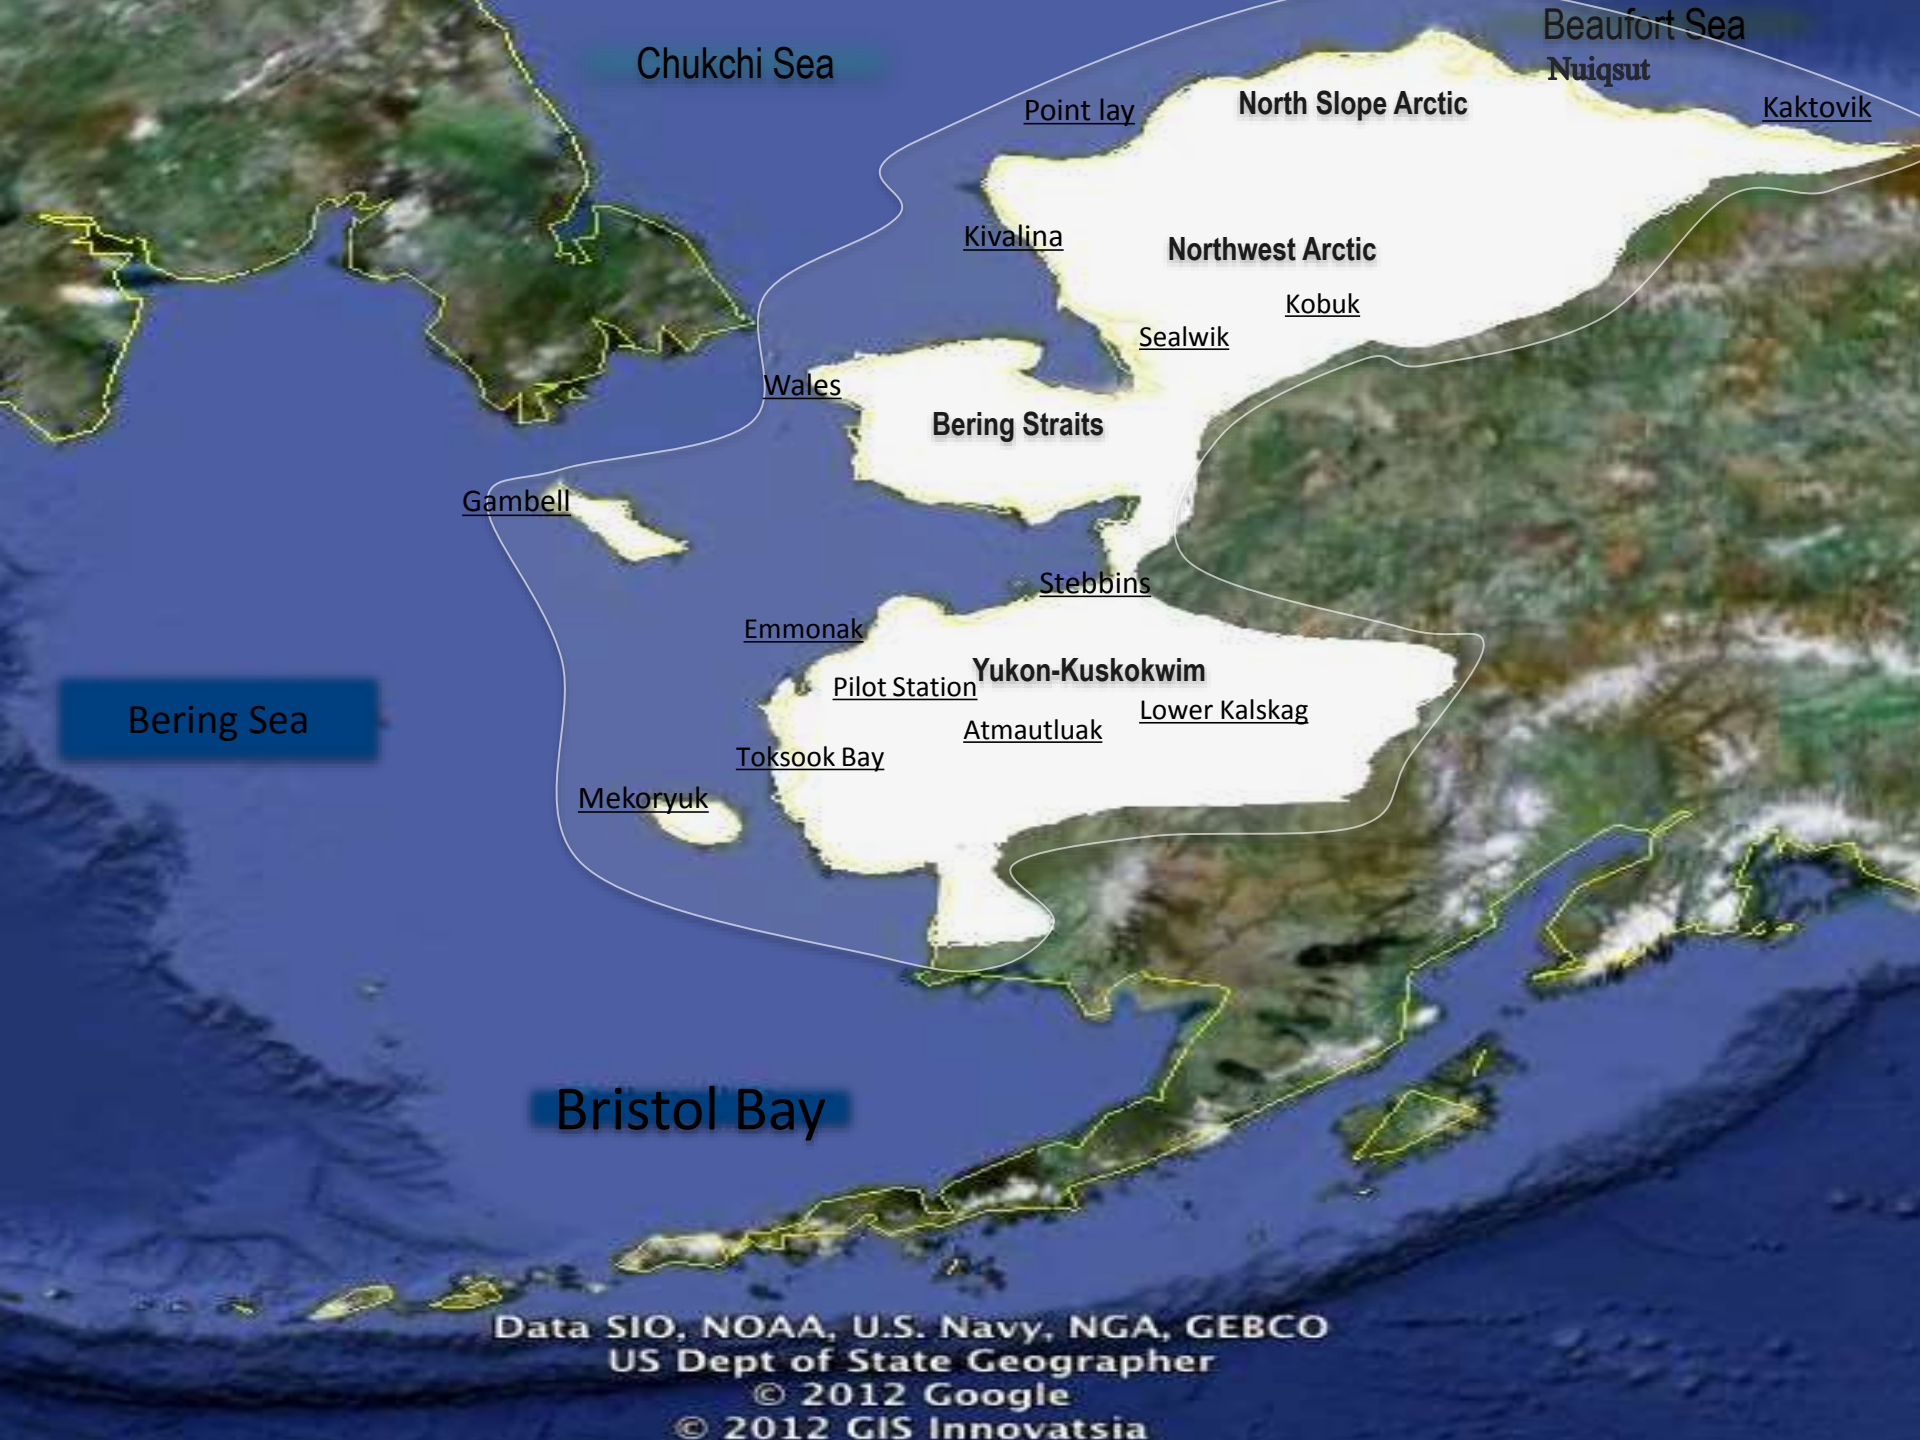 Beaufort Sea
Chukchi Sea
Nuiqsut
Point lay
North Slope Arctic
Kaktovik
Kivalina
Northwest Arctic
Kobuk
Sealwik
Wales
Bering Straits
Gambell
Stebbins
Emmonak
Yukon-Kuskokwim
Pilot Station
Lower Kalskag
Bering Sea
Atmautluak
Toksook Bay
Mekoryuk
Bristol Bay
Data SIO, NOAA, U.S. Navy, NGA, GEBCO
US Dept of State Geographer
© 2012 Google
© 2012 GIS Innovatsia